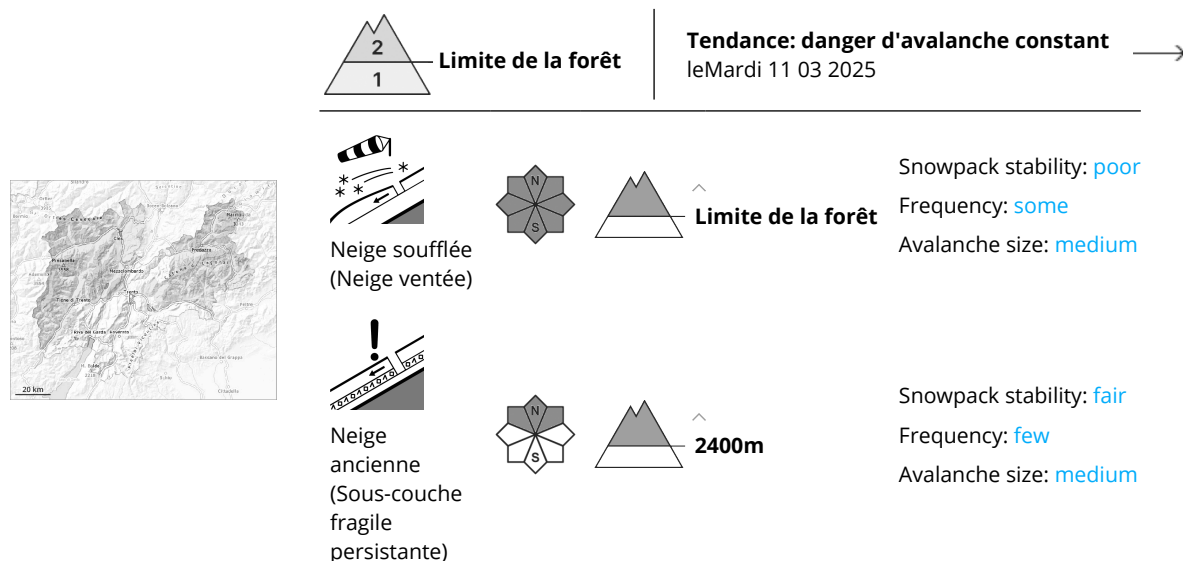 2
1
Limite de la forêt
Tendance: danger d'avalanche constant
leMardi 11 03 2025
N
S
Neige soufflée
(Neige ventée)
Limite de la forêt
Snowpack stability: poor
Frequency: some
Avalanche size: medium
Trento
Rovereto
20 km
!
Neige
ancienne
(Sous-couche
fragile
persistante)
N
S
2400m
Snowpack stability: fair
Frequency: few
Avalanche size: medium